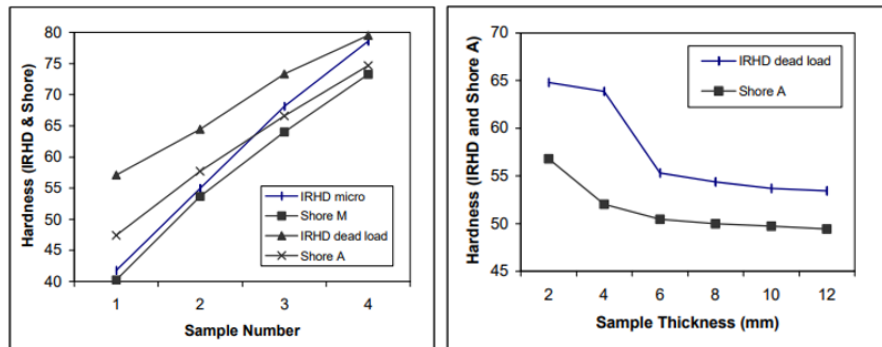 Hardness (IRHD & Shore)
80
75
70
65
60
55
50
45
40
1 2 3 4
Sample Number
IRHD micro
Shore M
IRHD dead load
Shore A
Hardness (IRHD and Shore A)
70
65
60
55
50
45
2 4 6 8 10 12
Sample Thickness (mm)
IRHD dead load
Shore A